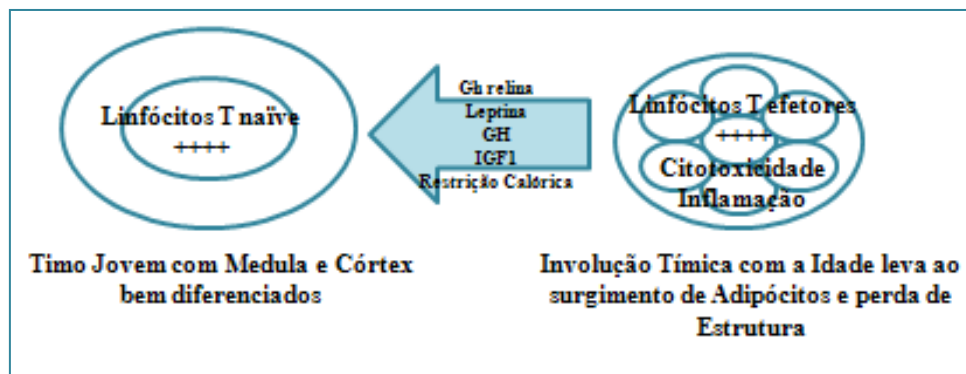 Linfócitos T naïve
++++
Gh relina
Leptina
GH
IGF1
Restrição Calórica
Linfócitos T efetores
++++
Citotoxicidade
Inflamação
Timo Jovem com Medula e Córtex
bem diferenciados
Involução Tímica com a Idade leva ao
surgimento de Adipócitos e perda de
Estrutura